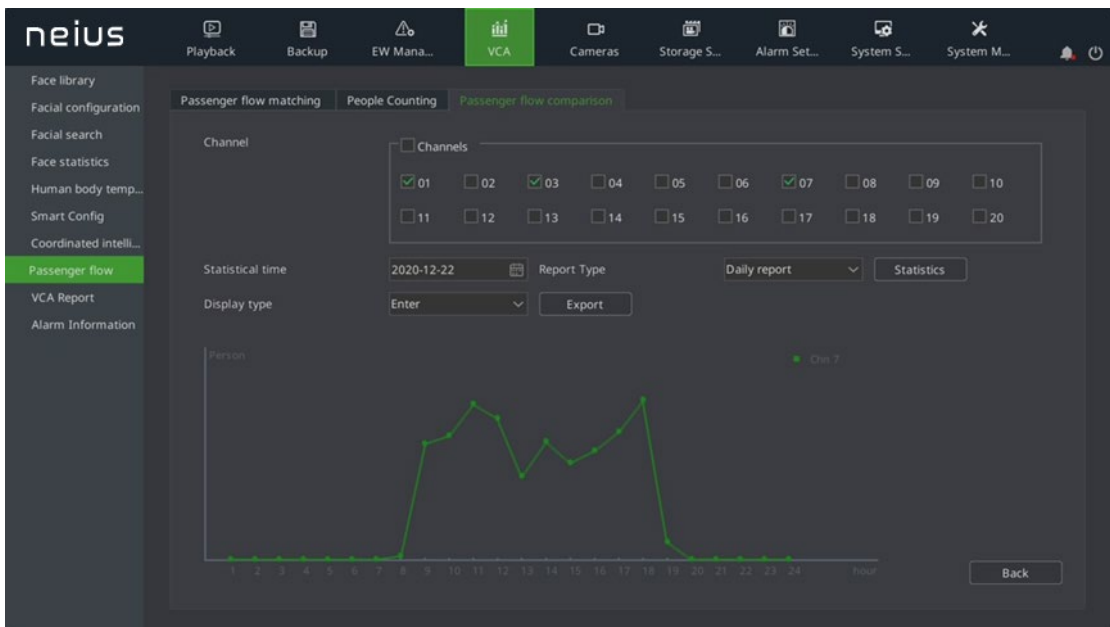 neius
Playback Backup EW Mana... VCA Cameras Storage S... Alarm Set... System S... System M...
Face library
Facial configuration
Facial search
Face statistics
Human body temp...
Smart Config
Coordinated intelli...
Passenger flow
VCA Report
Alarm Information
Passenger flow matching People Counting Passenger flow comparison
Channel
Channels
01 02 03 04 05 06 07 08 09 10
11 12 13 14 15 16 17 18 19 20
Statistical time 2020-12-22 Report Type Daily report Statistics
Display type Enter Export
Person
Chn 7
1 2 3 4 5 6 7 8 9 10 11 12 13 14 15 16 17 18 19 20 21 22 23 24 hour
Back